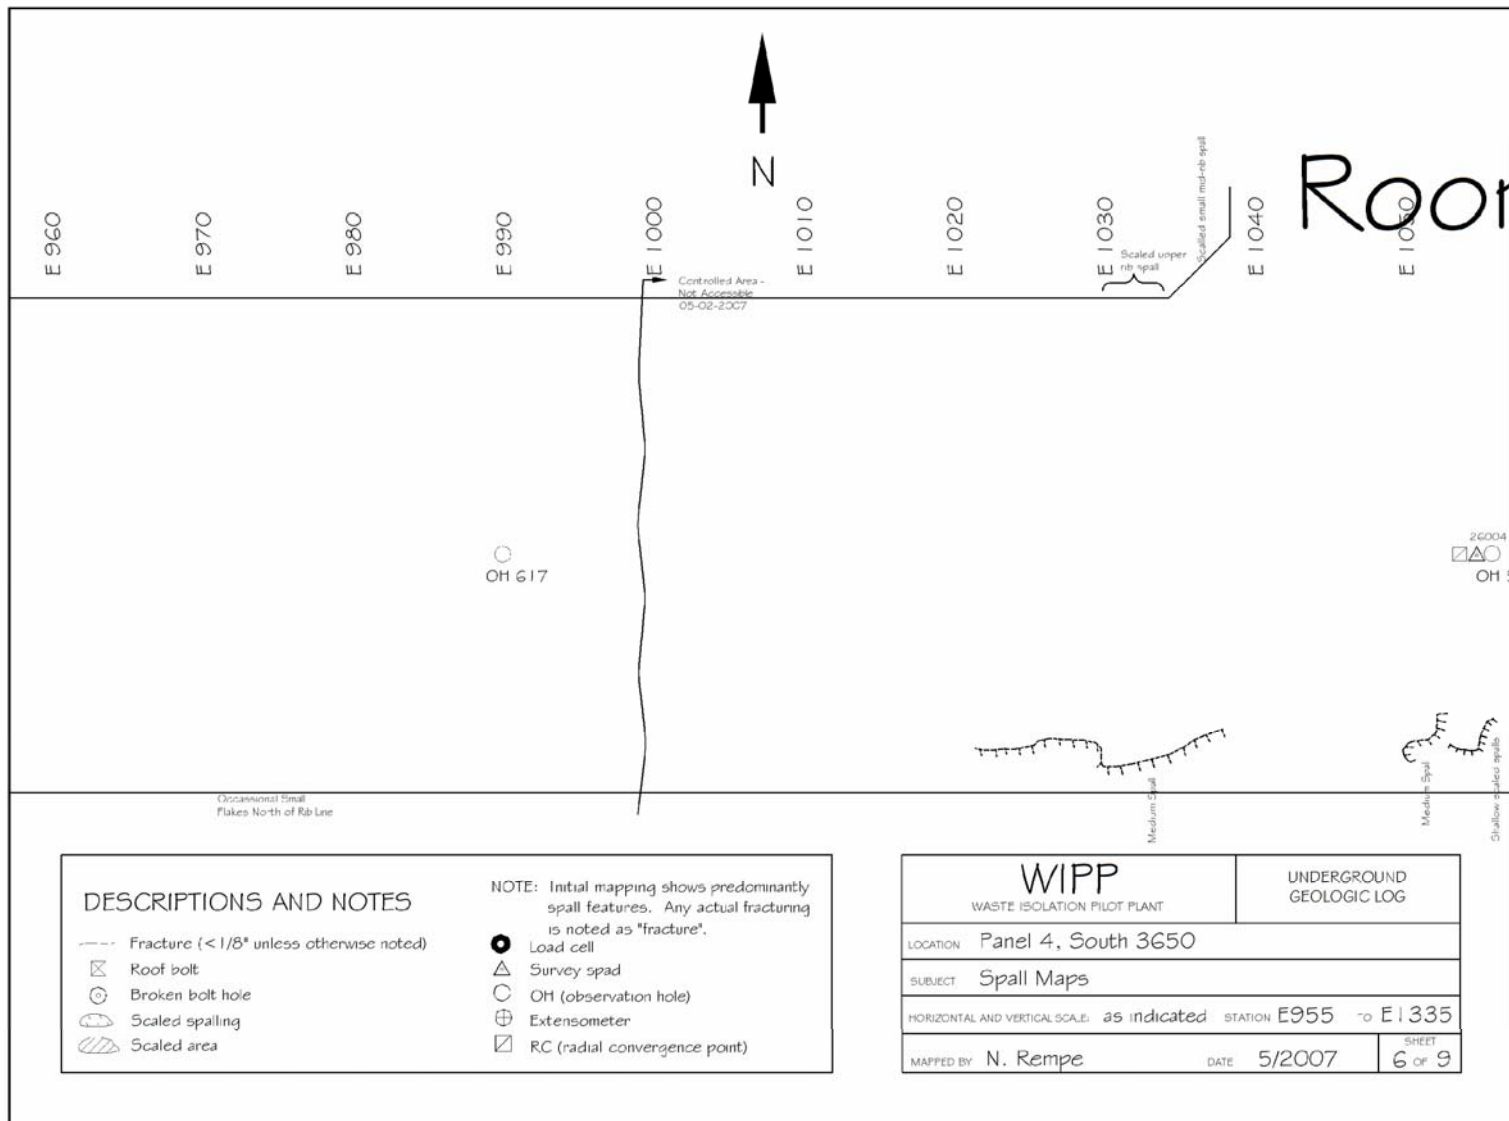 N
Room
E 960
E 970
E 980
E 990
E 1000
E 1010
E 1020
E 1030
E 1040
E 1050
Scalled small mid-rib spall
Scaled upper
rib spall
Controlled Area -
Not Accessible
05-02-2007
OH 617
26004
OH
Medium Spall
Medium Spal
Shallow scaled spalls
Occassional Small
Flakes North of Rib Line
DESCRIPTIONS AND NOTES
Fracture (<1/8" unless otherwise noted)
Roof bolt
Broken bolt hole
Scaled spalling
Scaled area
NOTE: Initial mapping shows predominantly
spall features. Any actual fracturing
is noted as "fracture".
Load cell
Survey spad
OH (observation hole)
Extensometer
RC (radial convergence point)
WIPP
WASTE ISOLATION PILOT PLANT
UNDERGROUND
GEOLOGIC LOG
LOCATION Panel 4, South 3650
SUBJECT Spall Maps
HORIZONTAL AND VERTICAL SCALE: as indicated STATION E955 TO E1335
MAPPED BY N. Rempe DATE 5/2007
SHEET
6 OF 9